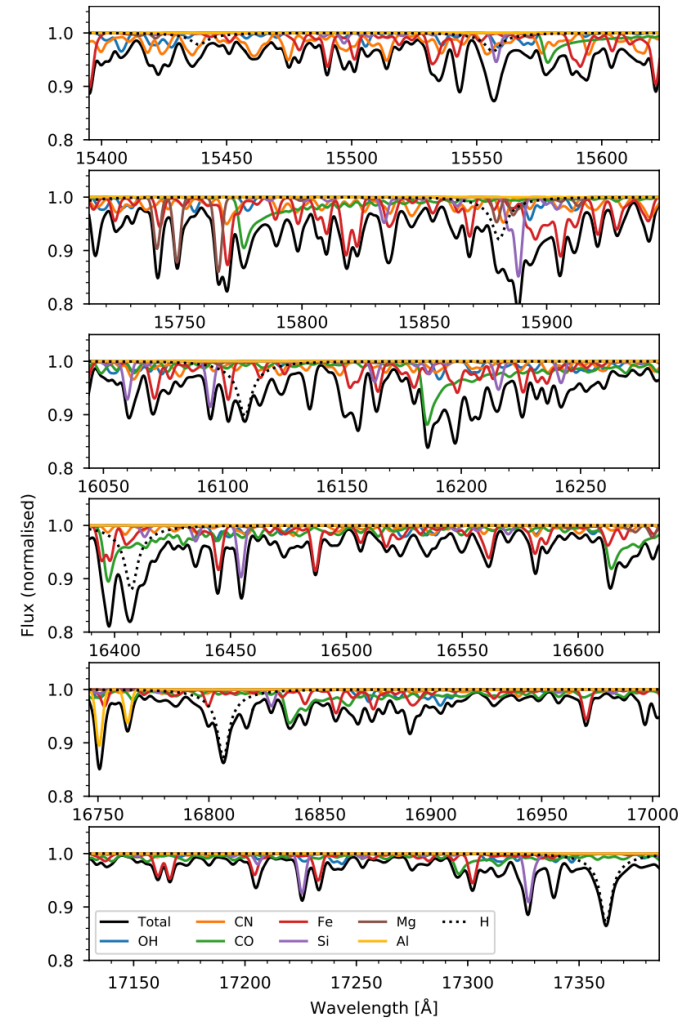 1.0
0.9
0.8
15400 15450 15500 15550 15600
1.0
0.9
0.8
15750 15800 15850 15900
1.0
0.9
0.8
16050 16100 16150 16200 16250
1.0
0.9
0.8
16400 16450 16500 16550 16600
Flux (normalised)
1.0
0.9
0.8
16750 16800 16850 16900 16950 17000
1.0
0.9
0.8
Total CN Fe Mg H
OH CO Si Al
17150 17200 17250 17300 17350
Wavelength [Å]